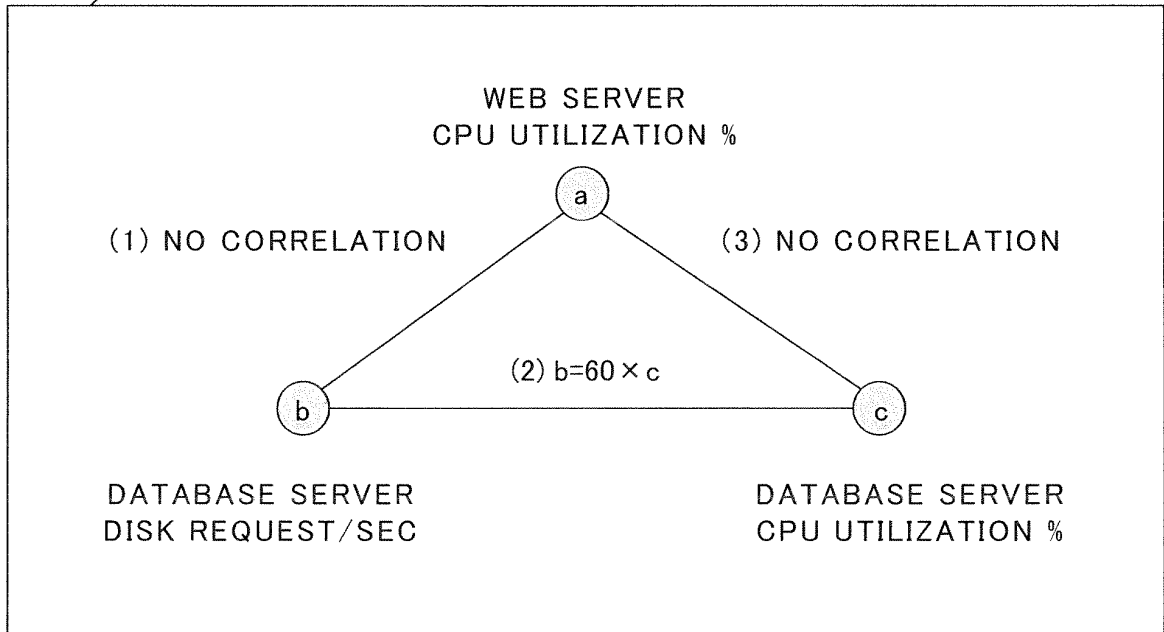 WEB SERVER
CPU UTILIZATION %
a
(1) NO CORRELATION
(3) NO CORRELATION
(2) b=60×c
b
c
DATABASE SERVER
DISK REQUEST/SEC
DATABASE SERVER
CPU UTILIZATION %